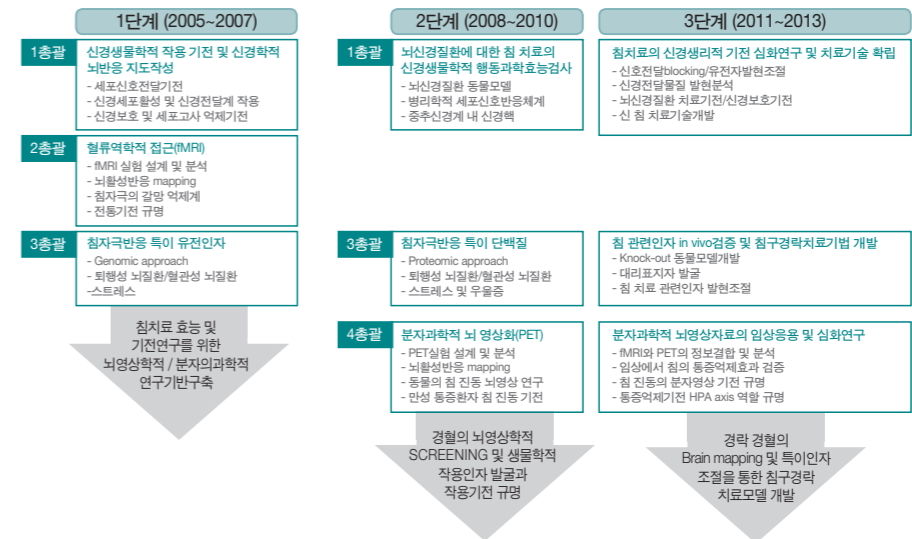 1단계 (2005~2007)
1총괄
신경생물학적 작용 기전 및 신경학적
뇌반응 지도작성
- 세포신호전달기전
- 신경세포활성 및 신경전달계 작용
- 신경보호 및 세포고사 억제기전
2총괄
혈류역학적 접근(fMRI)
- fMRI 실험 설계 및 분석
- 뇌활성반응 mapping
- 침자극의 갈망 억제계
- 전통기전 규명
3총괄
침자극반응 특이 유전인자
- Genomic approach
- 퇴행성 뇌질환/혈관성 뇌질환
-스트레스
침치료 효능 및
기전연구를 위한
뇌영상학적 / 분자의과학적
연구기반구축
2단계 (2008~2010)
1총괄
뇌신경질환에 대한 침 치료의
신경생물학적 행동과학효능검사
- 뇌신경질환 동물모델
- 병리학적 세포신호반응체계
- 중추신경계 내 신경핵
3총괄
침자극반응 특이 단백질
- Proteomic approach
- 퇴행성 뇌질환/혈관성 뇌질환
- 스트레스 및 우울증
4총괄
분자과학적 뇌 영상화(PET)
- PET실험 설계 및 분석
- 뇌활성반응 mapping
- 동물의 침 진동 뇌영상 연구
- 만성 통증환자 침 진동 기전
경혈의 뇌영상학적
SCREENING 및 생물학적
작용인자 발굴과
작용기전 규명
3단계 (2011~2013)
침치료의 신경생리적 기전 심화연구 및 치료기술 확립
- 신호전달blocking/유전자발현조절
- 신경전달물질 발현분석
- 뇌신경질환 치료기전/신경보호기전
- 신 침 치료기술개발
침 관련인자 in vivo검증 및 침구경락치료기법 개발
- Knock-out 동물모델개발
- 대리표지자 발굴
- 침 치료 관련인자 발현조절
분자과학적 뇌영상자료의 임상응용 및 심화연구
- fMRI와 PET의 정보결합 및 분석
- 임상에서 침의 통증억제효과 검증
- 침 진동의 분자영상 기전 규명
- 통증억제기전 HPA axis 역할 규명
경락 경혈의
Brain mapping 및 특이인자
조절을 통한 침구경락
치료모델 개발